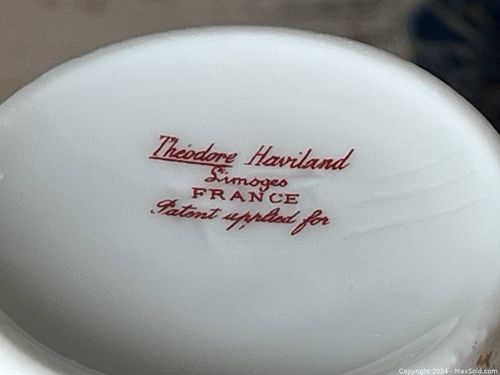 Théodore Haviland
Limoges
FRANCE
Patent applied for
Copyright 2024 - MaxSold.com